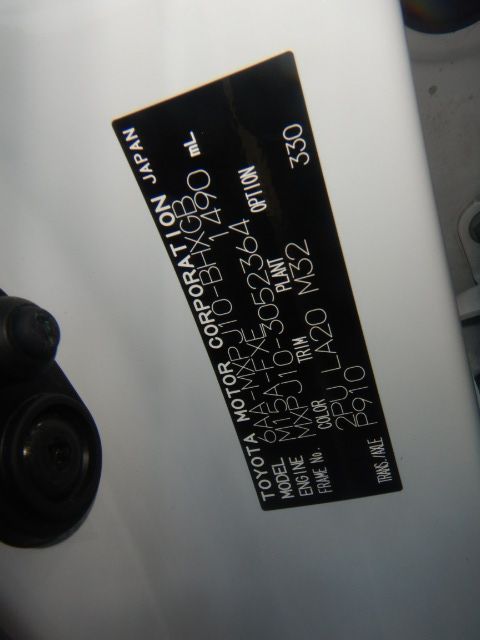 TOYOTA MOTOR CORPORATION JAPAN
MODEL 6AA-MXPJ10-BHXGB
ENGINE M15A-FXE 1490 mL
FRAME No. MXPJ10-3052364
COLOR TRIM PLANT OPTION
2PU LA20 M32 330
TRANS./AXLE P910